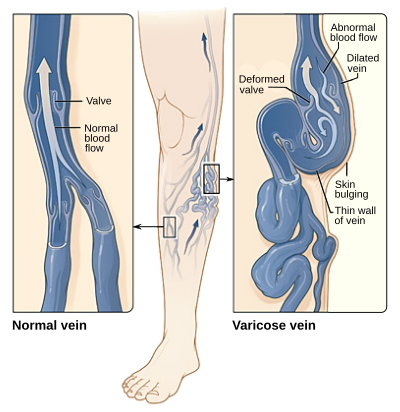 Valve
Normal
blood
flow
Normal vein
Abnormal
blood flow
Dilated
vein
Deformed
valve
Skin
bulging
Thin wall
of vein
Varicose vein